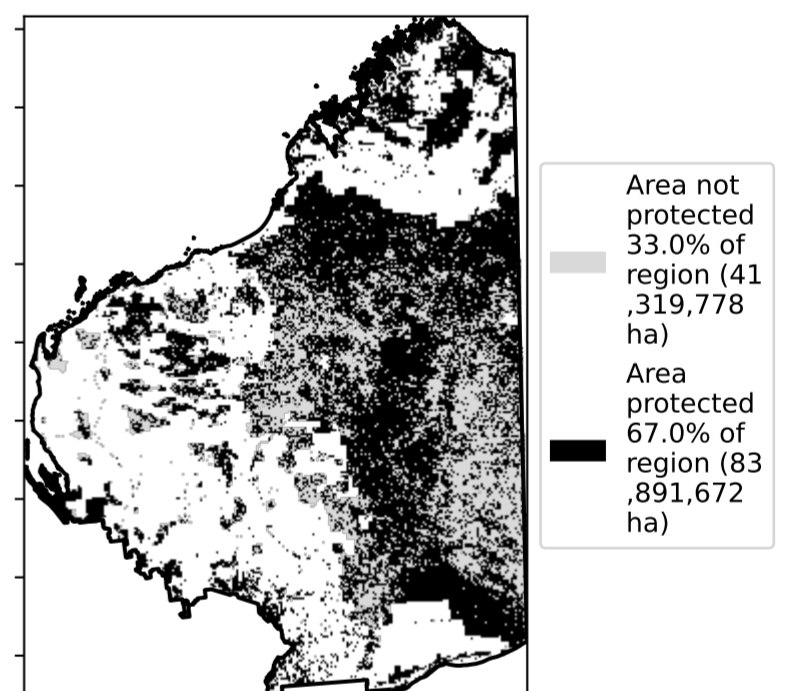 Area not
protected
33.0% of
region (41
,319,778
ha)
Area
protected
67.0% of
region (83
,891,672
ha)